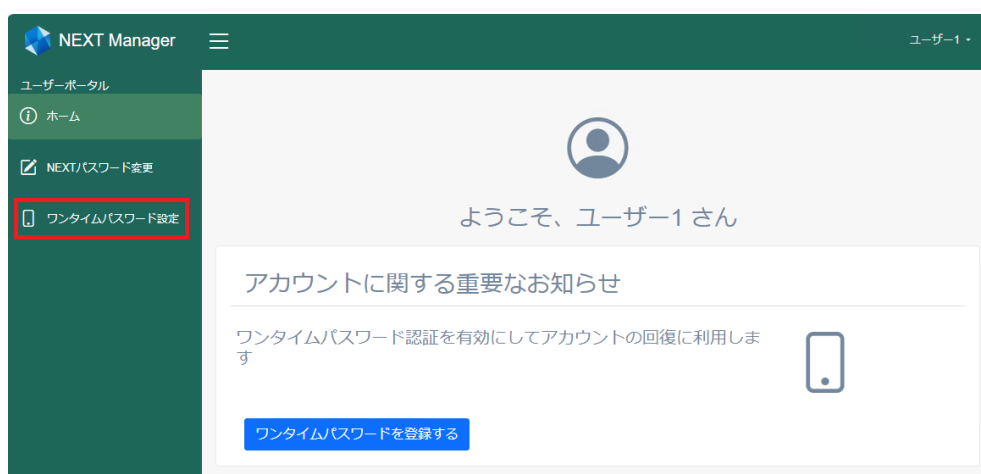 NEXT Manager
ユーザー1
ユーザーポータル
ホーム
NEXTパスワード変更
ワンタイムパスワード設定
ようこそ、ユーザー1 さん
アカウントに関する重要なお知らせ
ワンタイムパスワード認証を有効にしてアカウントの回復に利用しま
す
ワンタイムパスワードを登録する